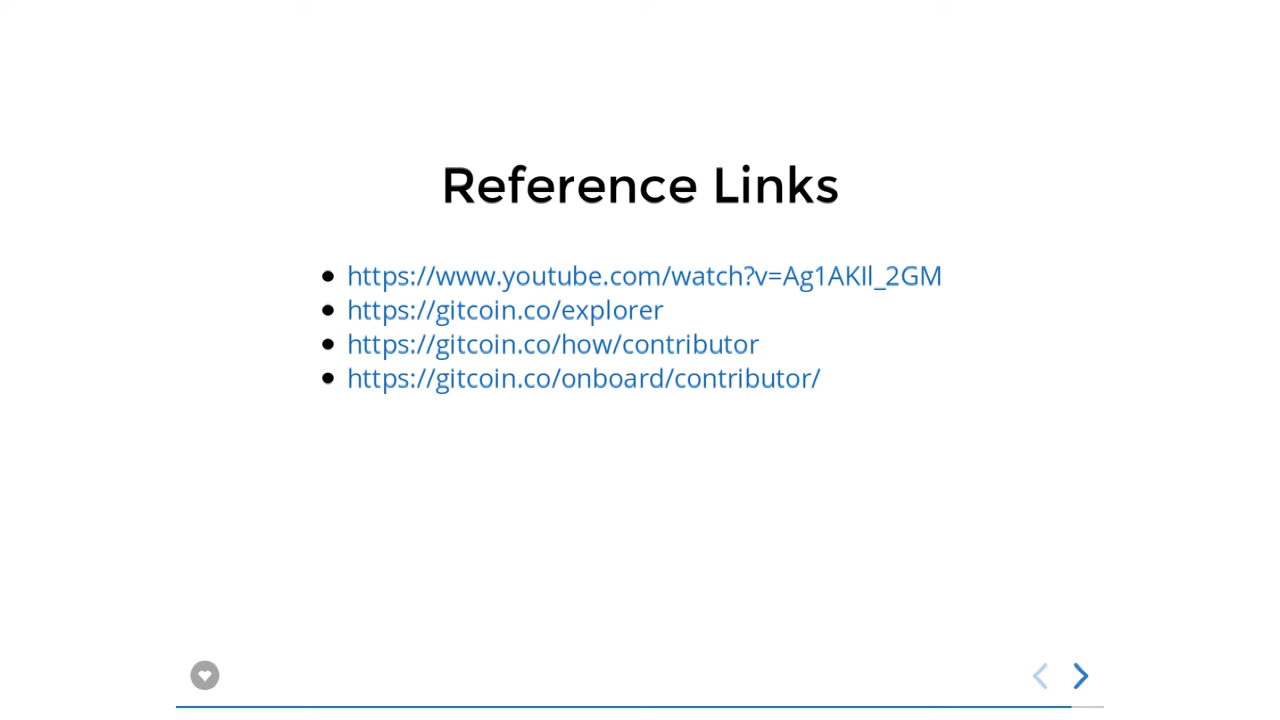 Reference Links
https://www.youtube.com/watch?v=Ag1AKIl_2GM
https://gitcoin.co/explorer
https://gitcoin.co/how/contributor
https://gitcoin.co/onboard/contributor/